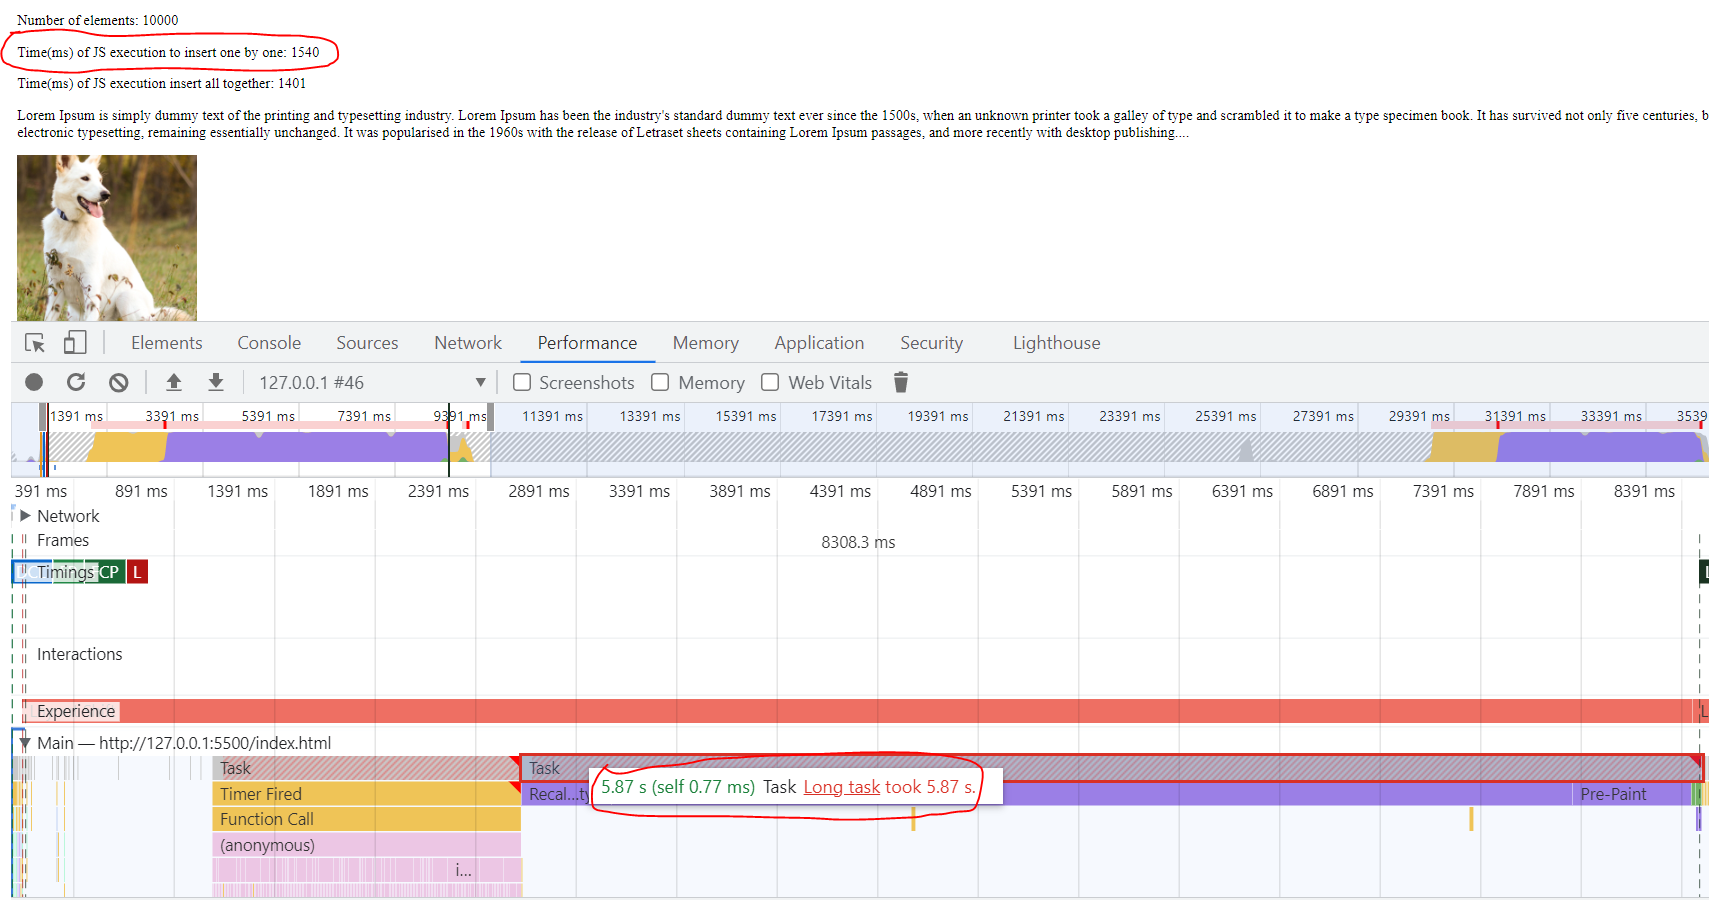 Number of elements: 10000
Time(ms) of JS execution to insert one by one: 1540
Time(ms) of JS execution insert all together: 1401
Lorem Ipsum is simply dummy text of the printing and typesetting industry. Lorem Ipsum has been the industry's standard dummy text ever since the 1500s, when an unknown printer took a galley of type and scrambled it to make a type specimen book. It has survived not only five centuries, b
electronic typesetting, remaining essentially unchanged. It was popularised in the 1960s with the release of Letraset sheets containing Lorem Ipsum passages, and more recently with desktop publishing....
Elements Console Sources Network Performance Memory Application Security Lighthouse
127.0.0.1 #46 Screenshots Memory Web Vitals
1391 ms 3391 ms 5391 ms 7391 ms 9391 ms 11391 ms 13391 ms 15391 ms 17391 ms 19391 ms 21391 ms 23391 ms 25391 ms 27391 ms 29391 ms 31391 ms 33391 ms 3539
391 ms 891 ms 1391 ms 1891 ms 2391 ms 2891 ms 3391 ms 3891 ms 4391 ms 4891 ms 5391 ms 5891 ms 6391 ms 6891 ms 7391 ms 7891 ms 8391 ms
Network
Frames 8308.3 ms
Timings CP L L
Interactions
Experience L
Main — http://127.0.0.1:5500/index.html
Task Task
5.87 s (self 0.77 ms) Task Long task took 5.87 s.
Timer Fired Recal...ty Pre-Paint
Function Call
(anonymous)
i...